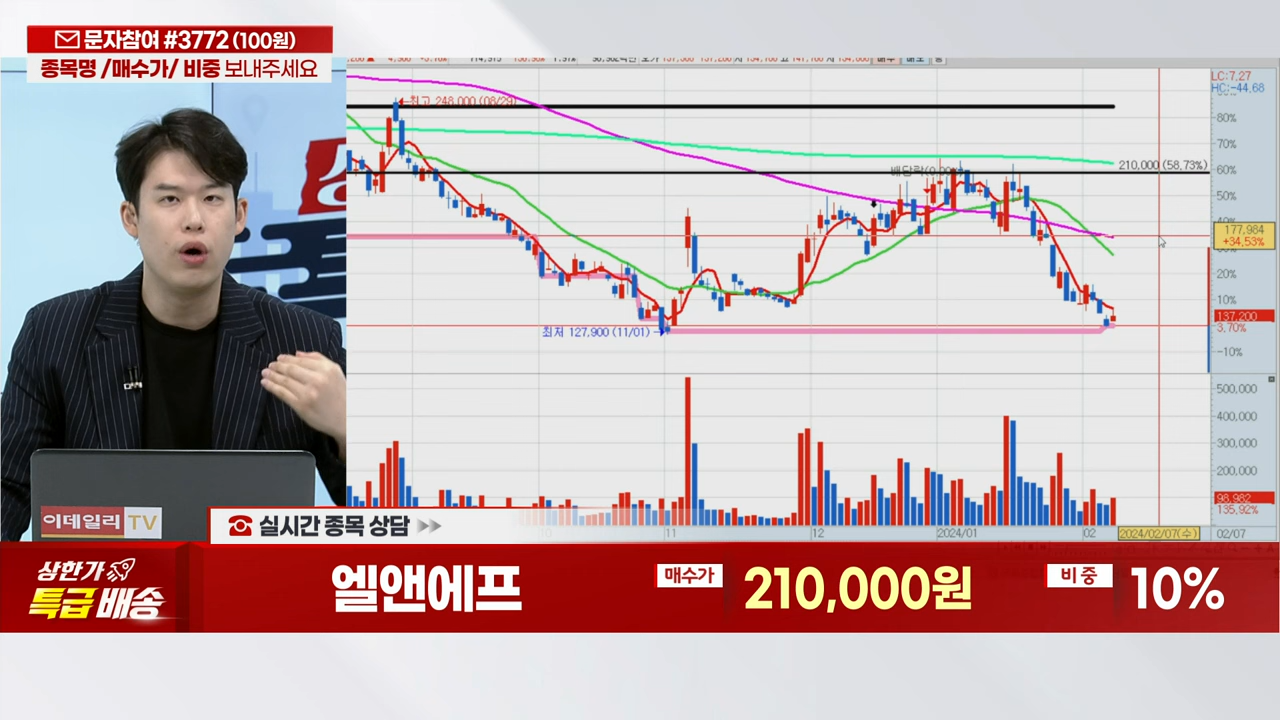 문자참여 #3772 (100원)
종목명 /매수가/ 비중 보내주세요
LC:7.27
HC:-44.68
최고 248,000 (08/29)
80%
70%
210,000 (58.73%)
60%
50%
177,984
+34,53%
20%
10%
137,200
3,70%
최저 127,900 (11/01)
-10%
500,000
400,000
300,000
200,000
98,982
135,92%
11
12
2024/01
02
2024/02/07(수)
02/07
이데일리 TV
실시간 종목 상담
상한가
특급 배송
엘앤에프
매수가
210,000원
비중
10%